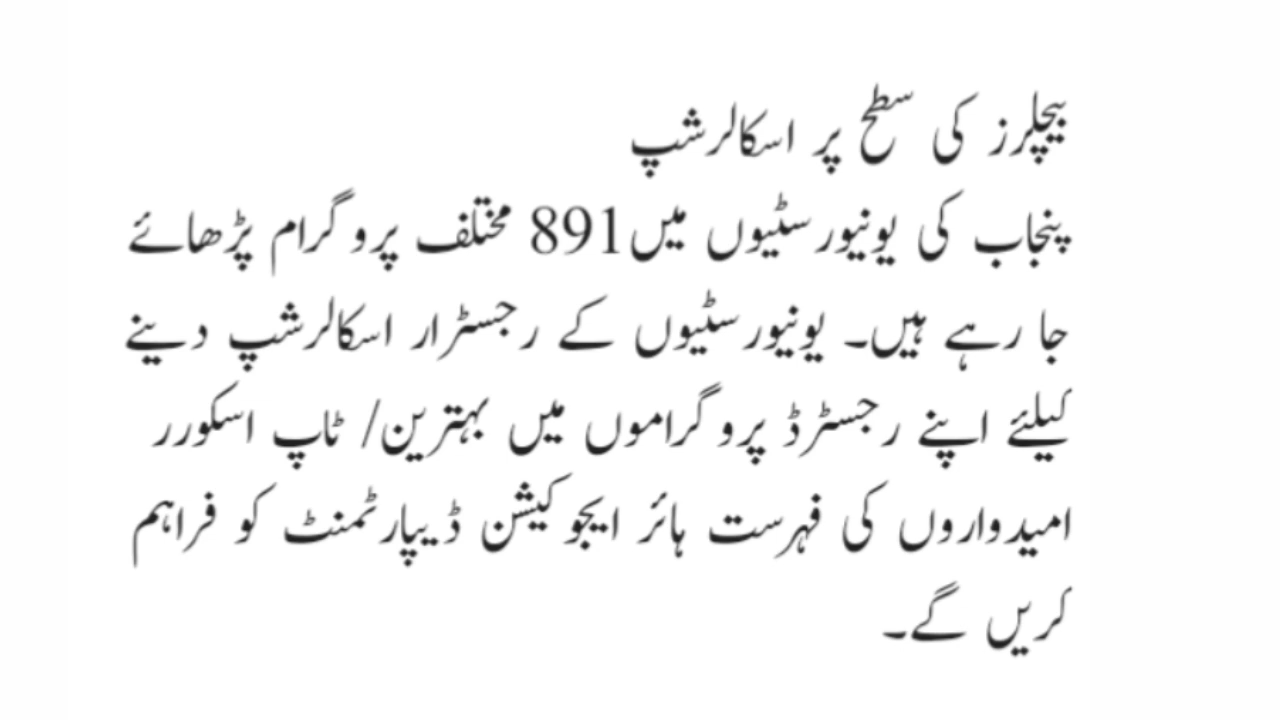 بیچلرز کی سطح پر اسکالرشپ
پنجاب کی یونیورسٹیوں میں891 مختلف پروگرام پڑھائے
جا رہے ہیں۔ یونیورسٹیوں کے رجسٹرار اسکالرشپ دینے
کیلئے اپنے رجسٹرڈ پروگراموں میں بہترین/ ٹاپ اسکورر
امیدواروں کی فہرست ہائر ایجوکیشن ڈیپارٹمنٹ کو فراہم
کریں گے۔